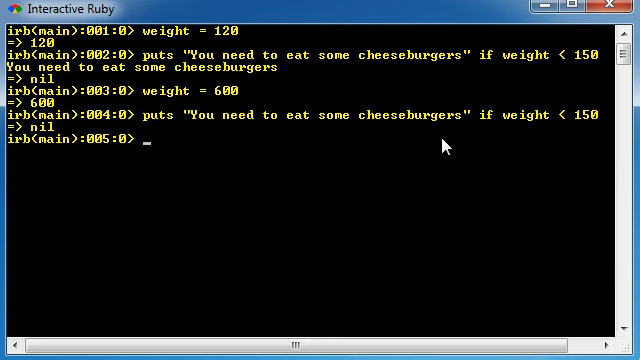 Interactive Ruby
irb(main):001:0> weight = 120
=> 120
irb(main):002:0> puts "You need to eat some cheeseburgers" if weight < 150
You need to eat some cheeseburgers
=> nil
irb(main):003:0> weight = 600
=> 600
irb(main):004:0> puts "You need to eat some cheeseburgers" if weight < 150
=> nil
irb(main):005:0> _